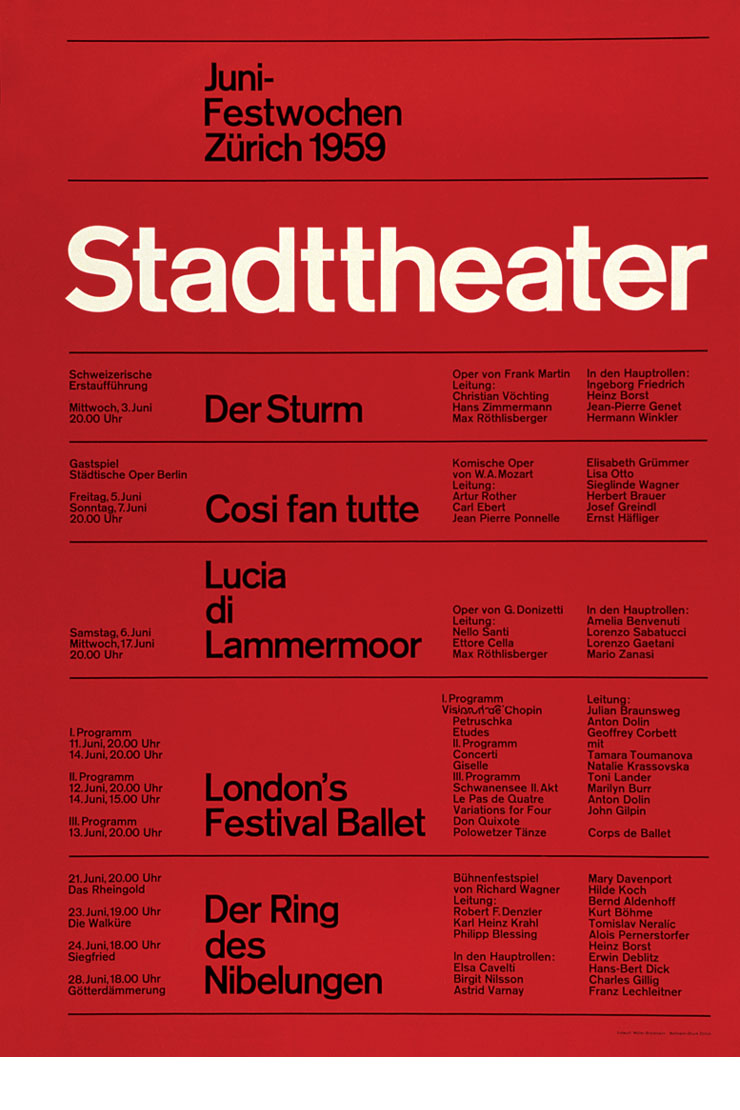 Juni-
Festwochen
Zürich 1959
Stadttheater
Schweizerische
Erstaufführung
Mittwoch, 3. Juni
20.00 Uhr
Der Sturm
Oper von Frank Martin
Leitung:
Christian Vöchting
Hans Zimmermann
Max Röthlisberger
In den Hauptrollen:
Ingeborg Friedrich
Heinz Borst
Jean-Pierre Genet
Hermann Winkler
Gastspiel
Städtische Oper Berlin
Freitag, 5. Juni
Sonntag, 7. Juni
20.00 Uhr
Cosi fan tutte
Komische Oper
von W. A. Mozart
Leitung:
Artur Rother
Carl Ebert
Jean Pierre Ponnelle
Elisabeth Grümmer
Lisa Otto
Sieglinde Wagner
Herbert Brauer
Josef Greindl
Ernst Häfliger
Samstag, 6. Juni
Mittwoch, 17. Juni
20.00 Uhr
Lucia
di
Lammermoor
Oper von G. Donizetti
Leitung:
Nello Santi
Ettore Cella
Max Röthlisberger
In den Hauptrollen:
Amelia Benvenuti
Lorenzo Sabatucci
Lorenzo Gaetani
Mario Zanasi
I. Programm
11. Juni, 20.00 Uhr
14. Juni, 20.00 Uhr
II. Programm
12. Juni, 20.00 Uhr
14. Juni, 15.00 Uhr
III. Programm
13. Juni, 20.00 Uhr
London's
Festival Ballet
I. Programm
Chopin
Petruschka
Etudes
II. Programm
Concerti
Giselle
III. Programm
Schwanensee II. Akt
Le Pas de Quatre
Variations for Four
Don Quixote
Polowetzer Tänze
Leitung:
Julian Braunsweg
Anton Dolin
Geoffrey Corbett
mit
Tamara Toumanova
Natalie Krassovska
Toni Lander
Marilyn Burr
Anton Dolin
John Gilpin
Corps de Ballet
21. Juni, 20.00 Uhr
Das Rheingold
23. Juni, 19.00 Uhr
Die Walküre
24. Juni, 18.00 Uhr
Siegfried
28. Juni, 18.00 Uhr
Götterdämmerung
Der Ring
des
Nibelungen
Bühnenfestspiel
von Richard Wagner
Leitung:
Robert F. Denzler
Karl Heinz Krahl
Philipp Blessing
In den Hauptrollen:
Elsa Cavelti
Birgit Nilsson
Astrid Varnay
Mary Davenport
Hilde Koch
Bernd Aldenhoff
Kurt Böhme
Tomislav Neralic
Alois Pernerstorfer
Heinz Borst
Erwin Deblitz
Hans-Bert Dick
Charles Gillig
Franz Lechleitner